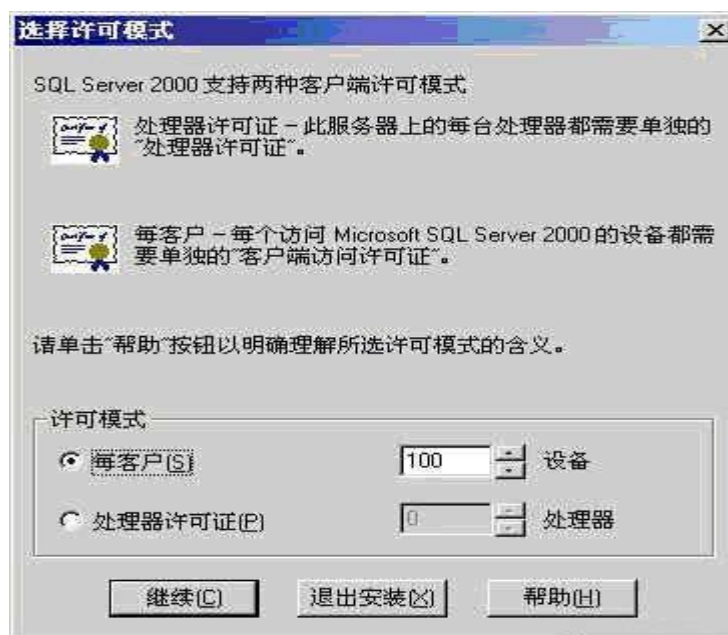 选择许可模式
SQL Server 2000 支持两种客户端许可模式
处理器许可证 - 此服务器上的每台处理器都需要单独的
"处理器许可证"。
每客户 - 每个访问 Microsoft SQL Server 2000 的设备都需
要单独的"客户端访问许可证"。
请单击"帮助"按钮以明确理解所选许可模式的含义。
许可模式
每客户(S) 100 设备
处理器许可证(P) 0 处理器
继续(C) 退出安装(X) 帮助(H)